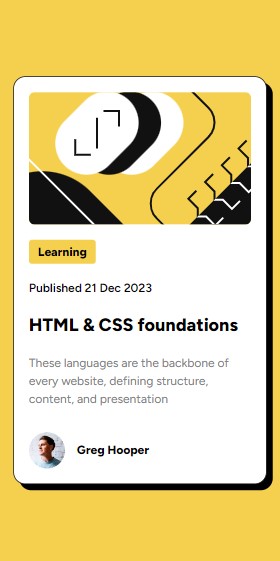 Learning
Published 21 Dec 2023
HTML & CSS foundations
These languages are the backbone of
every website, defining structure,
content, and presentation
Greg Hooper